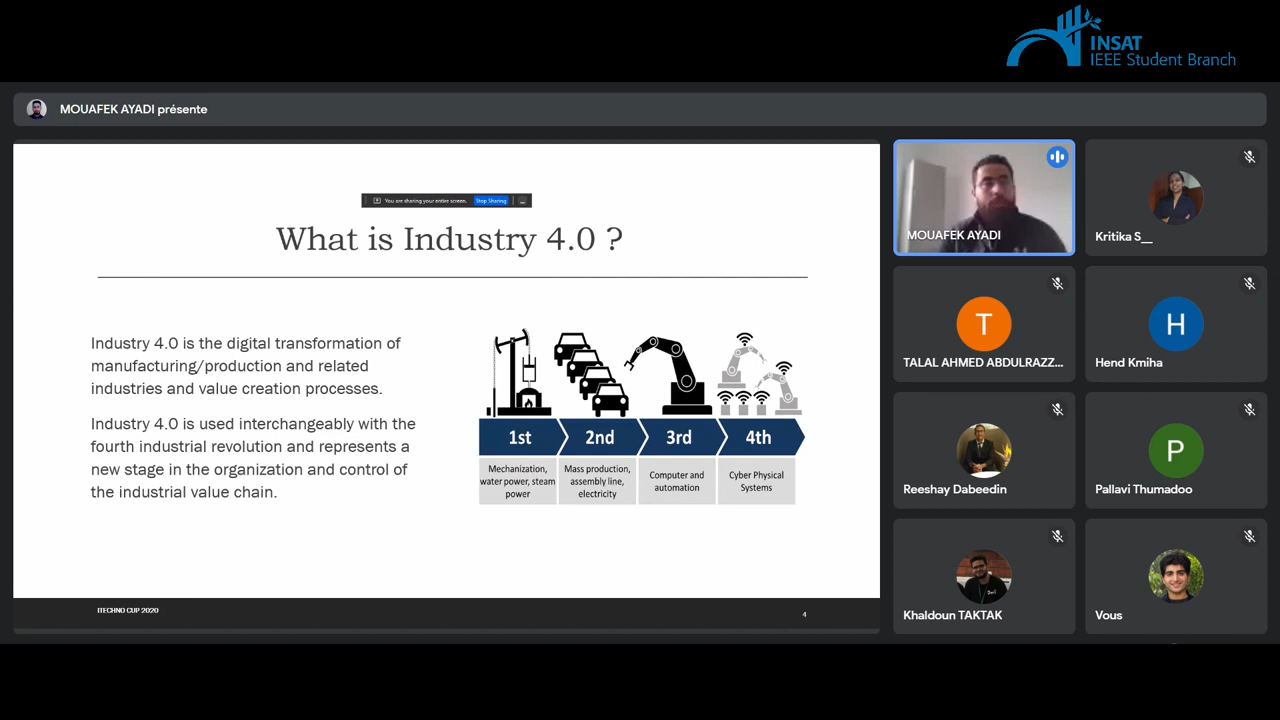 INSAT
IEEE Student Branch
MOUAFEK AYADI présente
You are sharing your entire screen.
Stop Sharing
What is Industry 4.0 ?
Industry 4.0 is the digital transformation of
manufacturing/production and related
industries and value creation processes.
Industry 4.0 is used interchangeably with the
fourth industrial revolution and represents a
new stage in the organization and control of
the industrial value chain.
1st
2nd
3rd
4th
Mechanization,
water power, steam
power
Mass production,
assembly line,
electricity
Computer and
automation
Cyber Physical
Systems
ITECHNO CUP 2020
4
MOUAFEK AYADI
Kritika S__
TALAL AHMED ABDULRAZZ...
T
Hend Kmiha
H
Reeshay Dabeedin
Pallavi Thumadoo
P
Khaldoun TAKTAK
Vous